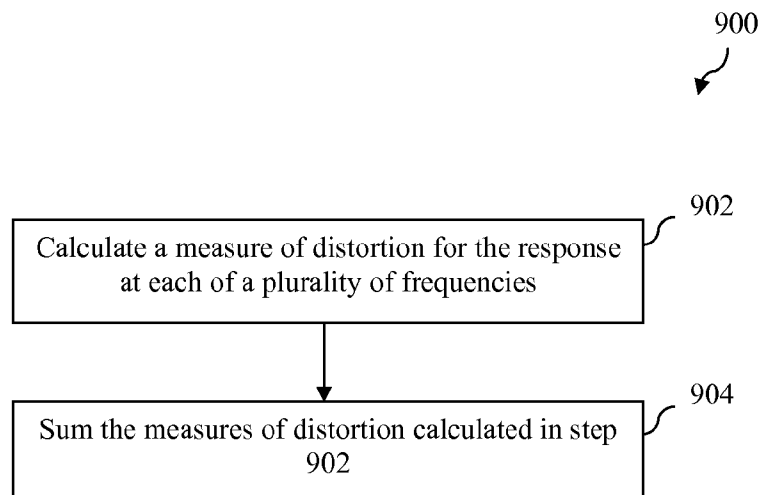 900
902
Calculate a measure of distortion for the response
at each of a plurality of frequencies
904
Sum the measures of distortion calculated in step
902